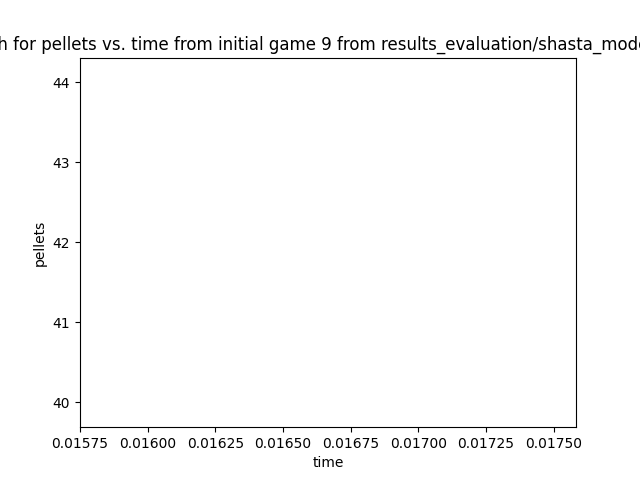 h for pellets vs. time from initial game 9 from results_evaluation/shasta_mode
44
43
42
41
40
pellets
0.01575 0.01600 0.01625 0.01650 0.01675 0.01700 0.01725 0.01750
time